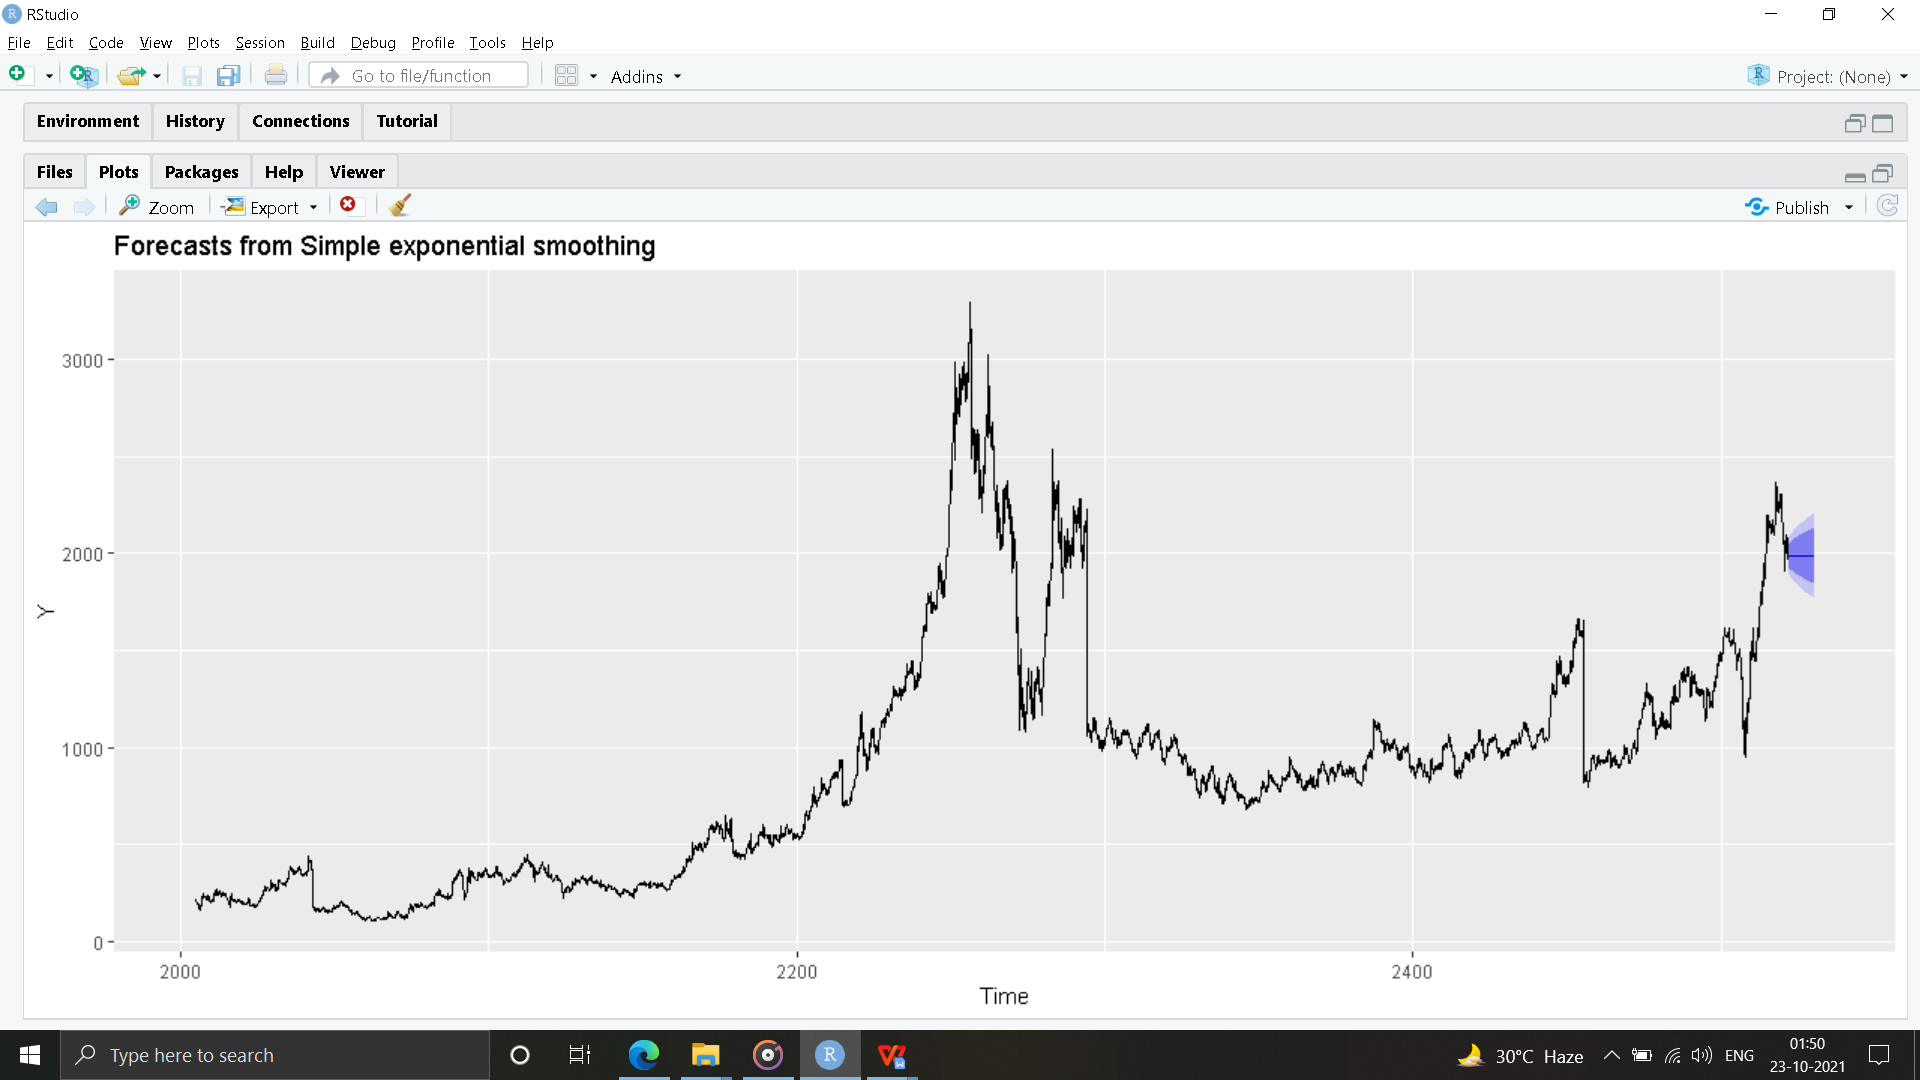 RStudio
File Edit Code View Plots Session Build Debug Profile Tools Help
Go to file/function Addins Project: (None)
Environment History Connections Tutorial
Files Plots Packages Help Viewer
Zoom Export Publish
Forecasts from Simple exponential smoothing
3000
2000
1000
0
Y
2000 2200 2400
Time
Type here to search 30°C Haze ENG 01:50
23-10-2021